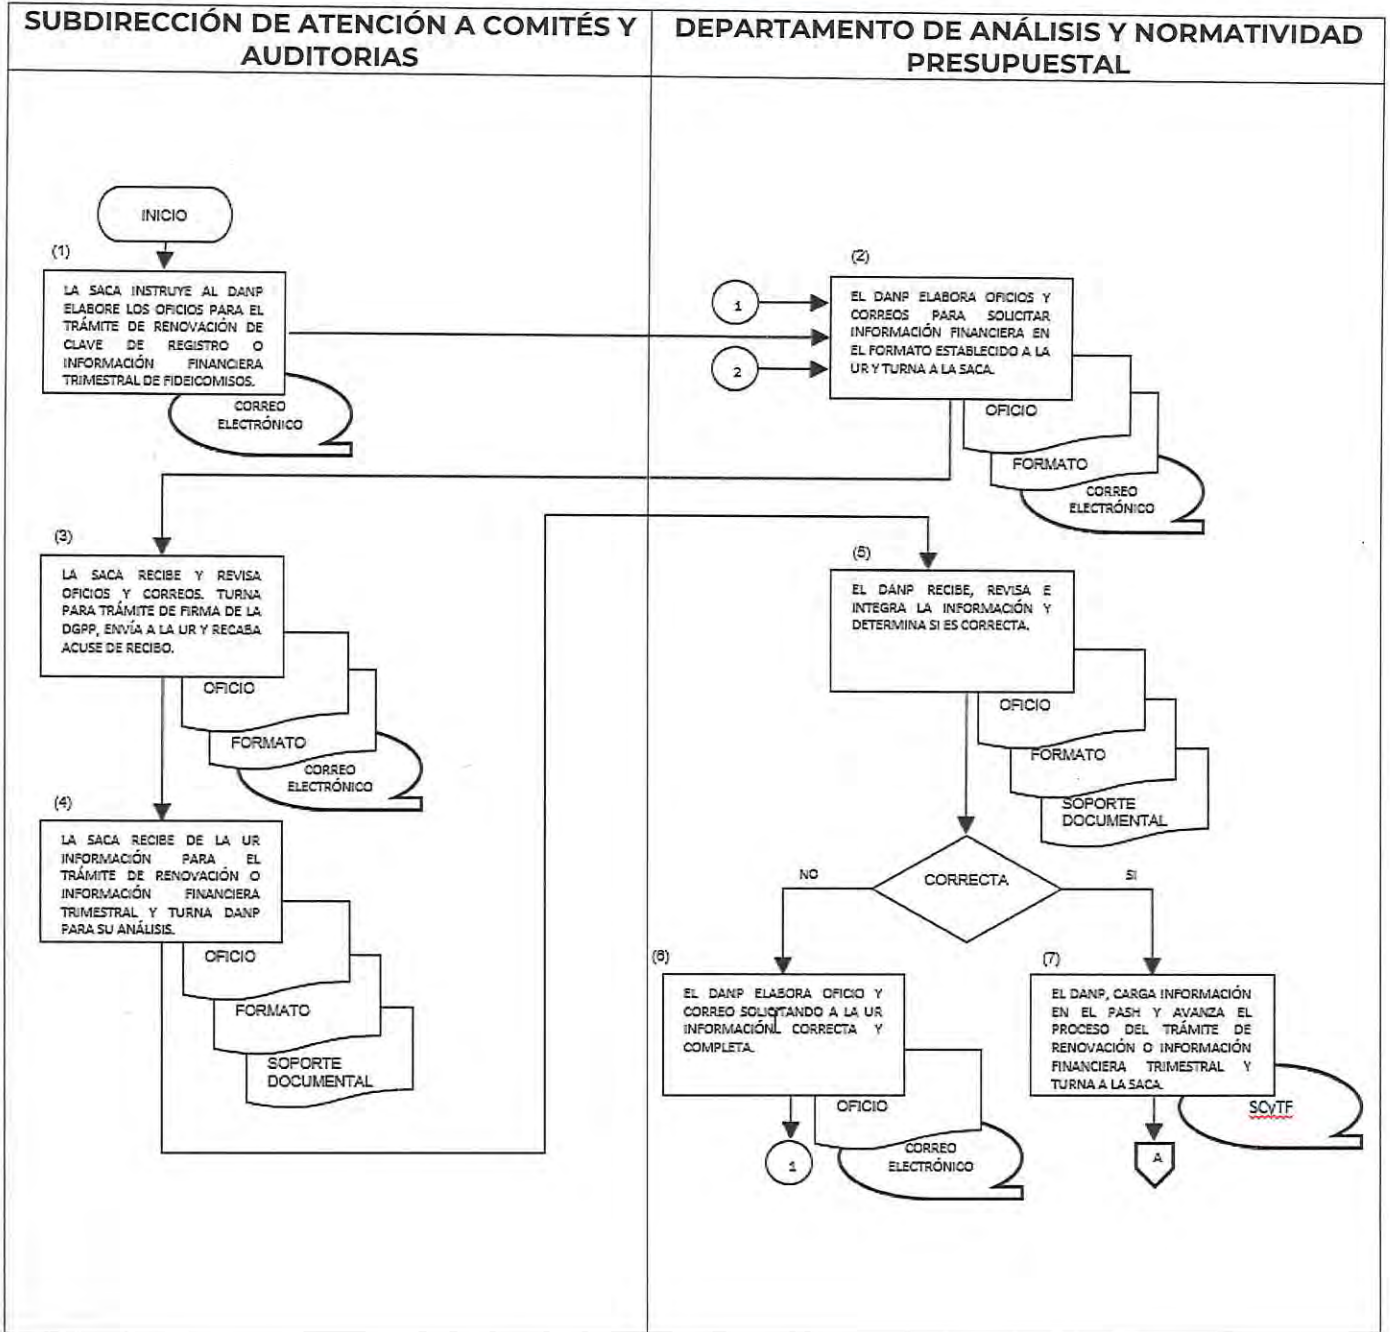 SUBDIRECCIÓN DE ATENCIÓN A COMITÉS Y
AUDITORIAS
DEPARTAMENTO DE ANÁLISIS Y NORMATIVIDAD
PRESUPUESTAL
INICIO
(1)
LA SACA INSTRUYE AL DANP
ELABORE LOS OFICIOS PARA EL
TRÁMITE DE RENOVACIÓN DE
CLAVE DE REGISTRO O
INFORMACIÓN FINANCIERA
TRIMESTRAL DE FIDEICOMISOS.
CORREO
ELECTRÓNICO
(2)
1
2
EL DANP ELABORA OFICIOS Y
CORREOS PARA SOLICITAR
INFORMACIÓN FINANCIERA EN
EL FORMATO ESTABLECIDO A LA
UR Y TURNA A LA SACA.
OFICIO
FORMATO
CORREO
ELECTRÓNICO
(3)
LA SACA RECIBE Y REVISA
OFICIOS Y CORREOS. TURNA
PARA TRÁMITE DE FIRMA DE LA
DGPP, ENVÍA A LA UR Y RECABA
ACUSE DE RECIBO.
OFICIO
FORMATO
CORREO
ELECTRÓNICO
(4)
LA SACA RECIBE DE LA UR
INFORMACIÓN PARA EL
TRÁMITE DE RENOVACIÓN O
INFORMACIÓN FINANCIERA
TRIMESTRAL Y TURNA DANP
PARA SU ANÁLISIS.
OFICIO
FORMATO
SOPORTE
DOCUMENTAL
(5)
EL DANP RECIBE, REVISA E
INTEGRA LA INFORMACIÓN Y
DETERMINA SI ES CORRECTA.
OFICIO
FORMATO
SOPORTE
DOCUMENTAL
NO
CORRECTA
SI
(6)
EL DANP ELABORA OFICIO Y
CORREO SOLICITANDO A LA UR
INFORMACIÓN CORRECTA Y
COMPLETA.
OFICIO
CORREO
ELECTRÓNICO
1
(7)
EL DANP, CARGA INFORMACIÓN
EN EL PASH Y AVANZA EL
PROCESO DEL TRÁMITE DE
RENOVACIÓN O INFORMACIÓN
FINANCIERA TRIMESTRAL Y
TURNA A LA SACA.
SCyTF
A